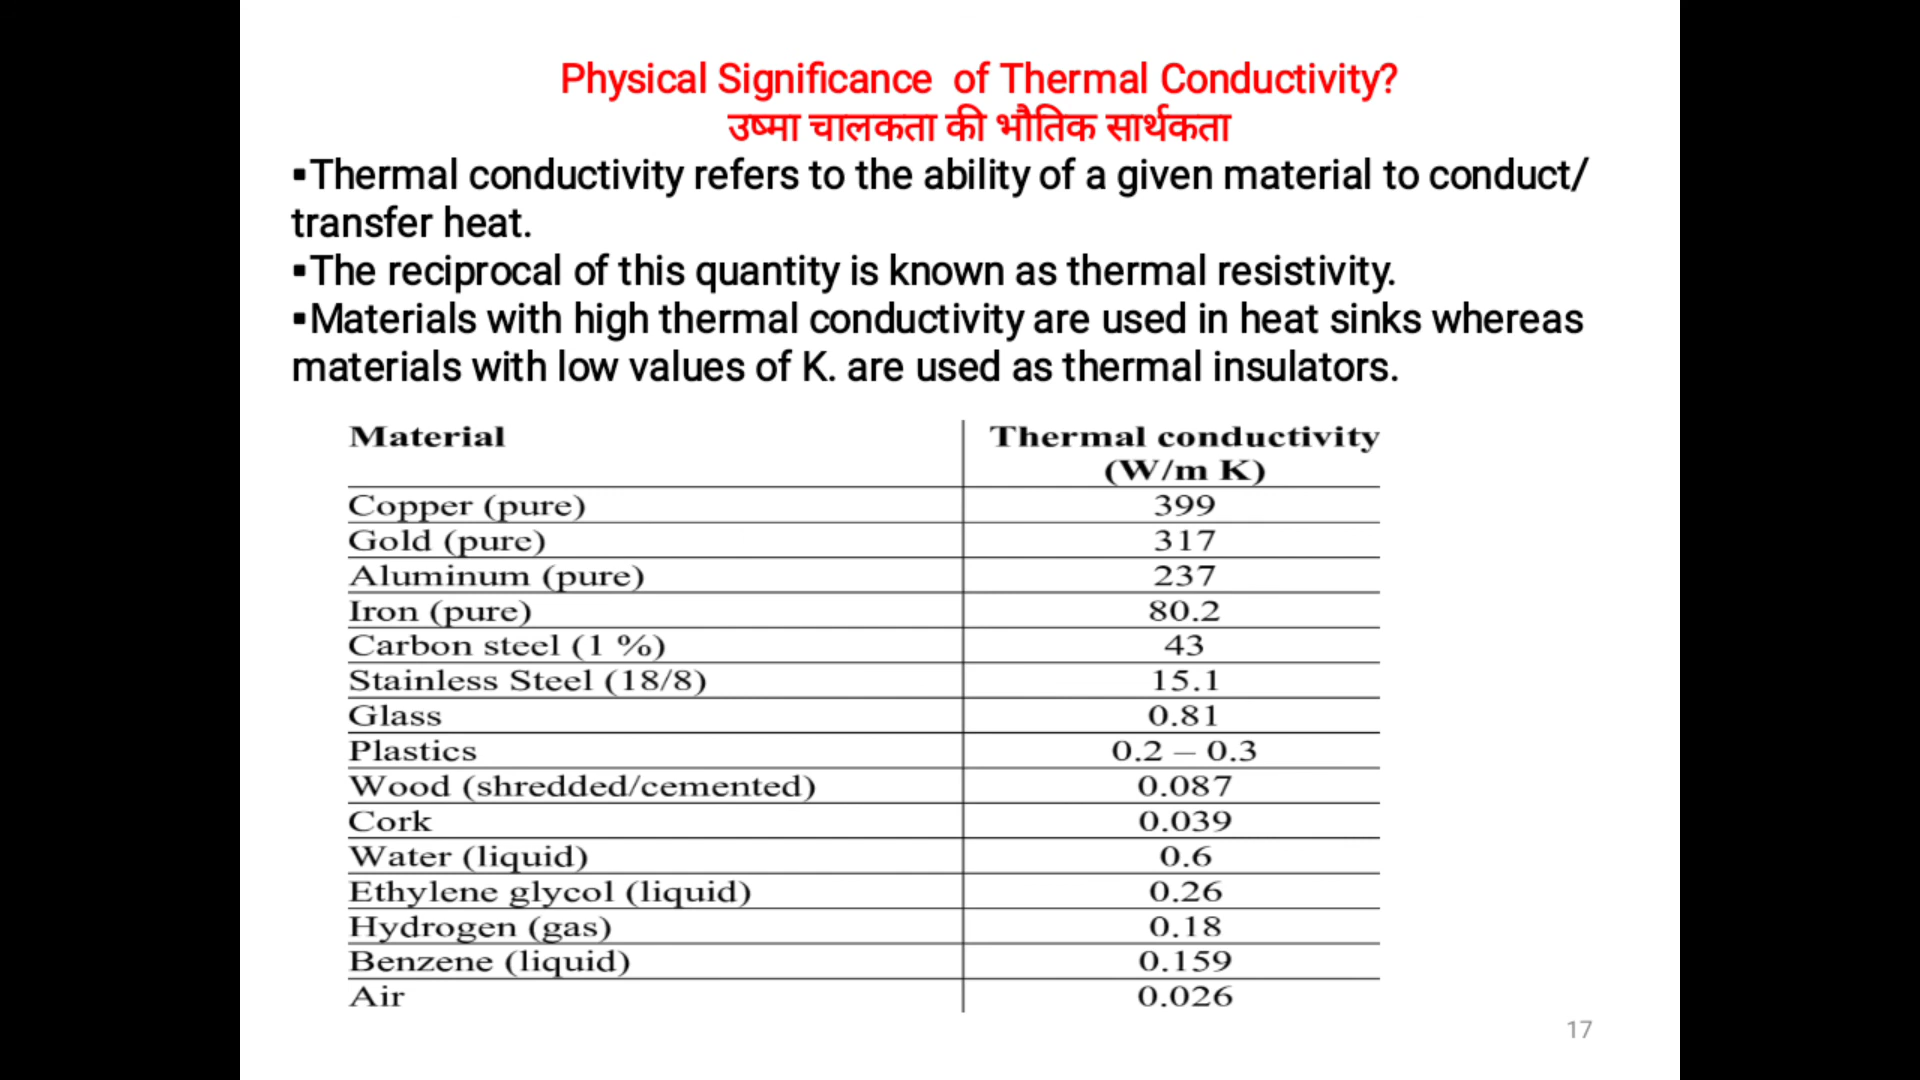 Physical Significance of Thermal Conductivity?
उष्मा चालकता की भौतिक सार्थकता
▪Thermal conductivity refers to the ability of a given material to conduct/
transfer heat.
▪The reciprocal of this quantity is known as thermal resistivity.
▪Materials with high thermal conductivity are used in heat sinks whereas
materials with low values of K. are used as thermal insulators.
Material Thermal conductivity
(W/m K)
Copper (pure) 399
Gold (pure) 317
Aluminum (pure) 237
Iron (pure) 80.2
Carbon steel (1 %) 43
Stainless Steel (18/8) 15.1
Glass 0.81
Plastics 0.2 – 0.3
Wood (shredded/cemented) 0.087
Cork 0.039
Water (liquid) 0.6
Ethylene glycol (liquid) 0.26
Hydrogen (gas) 0.18
Benzene (liquid) 0.159
Air 0.026
17